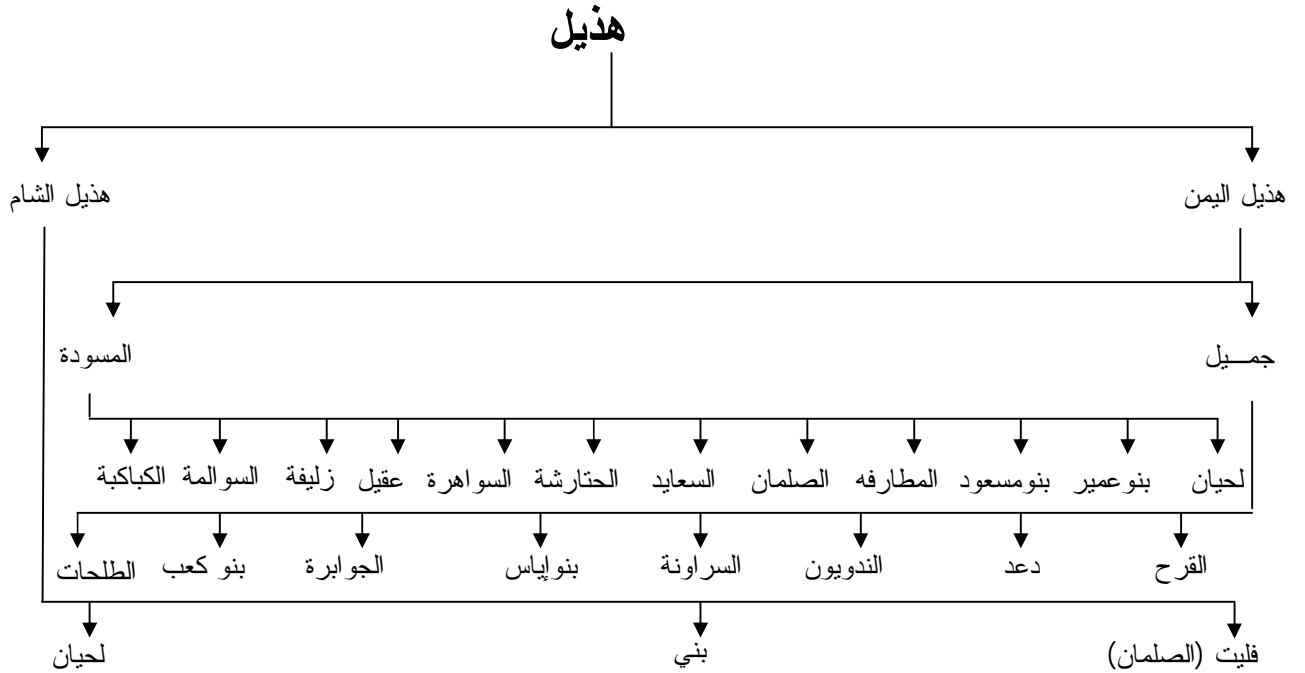 هذيل
هذيل اليمن هذيل الشام
جمـــيل المسودة
لحيان بنوعمير بنومسعود المطارفه الصلمان السعايد الحتارشة السواهرة عقيل زليفة السوالمة الكباكبة
القرح دعد الندويون السراونة بنوإياس الجوابرة بنو كعب الطلحات
فليت (الصلمان) بني لحيان